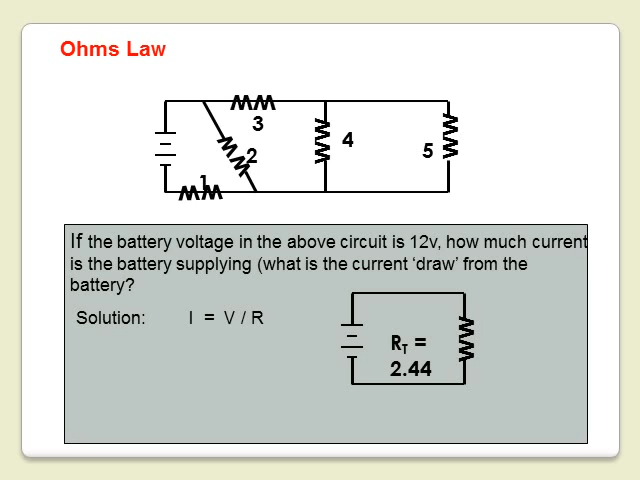 Ohms Law
3
2
4
5
1
If the battery voltage in the above circuit is 12v, how much current
is the battery supplying (what is the current ‘draw’ from the
battery?
Solution: I = V / R
RT =
2.44